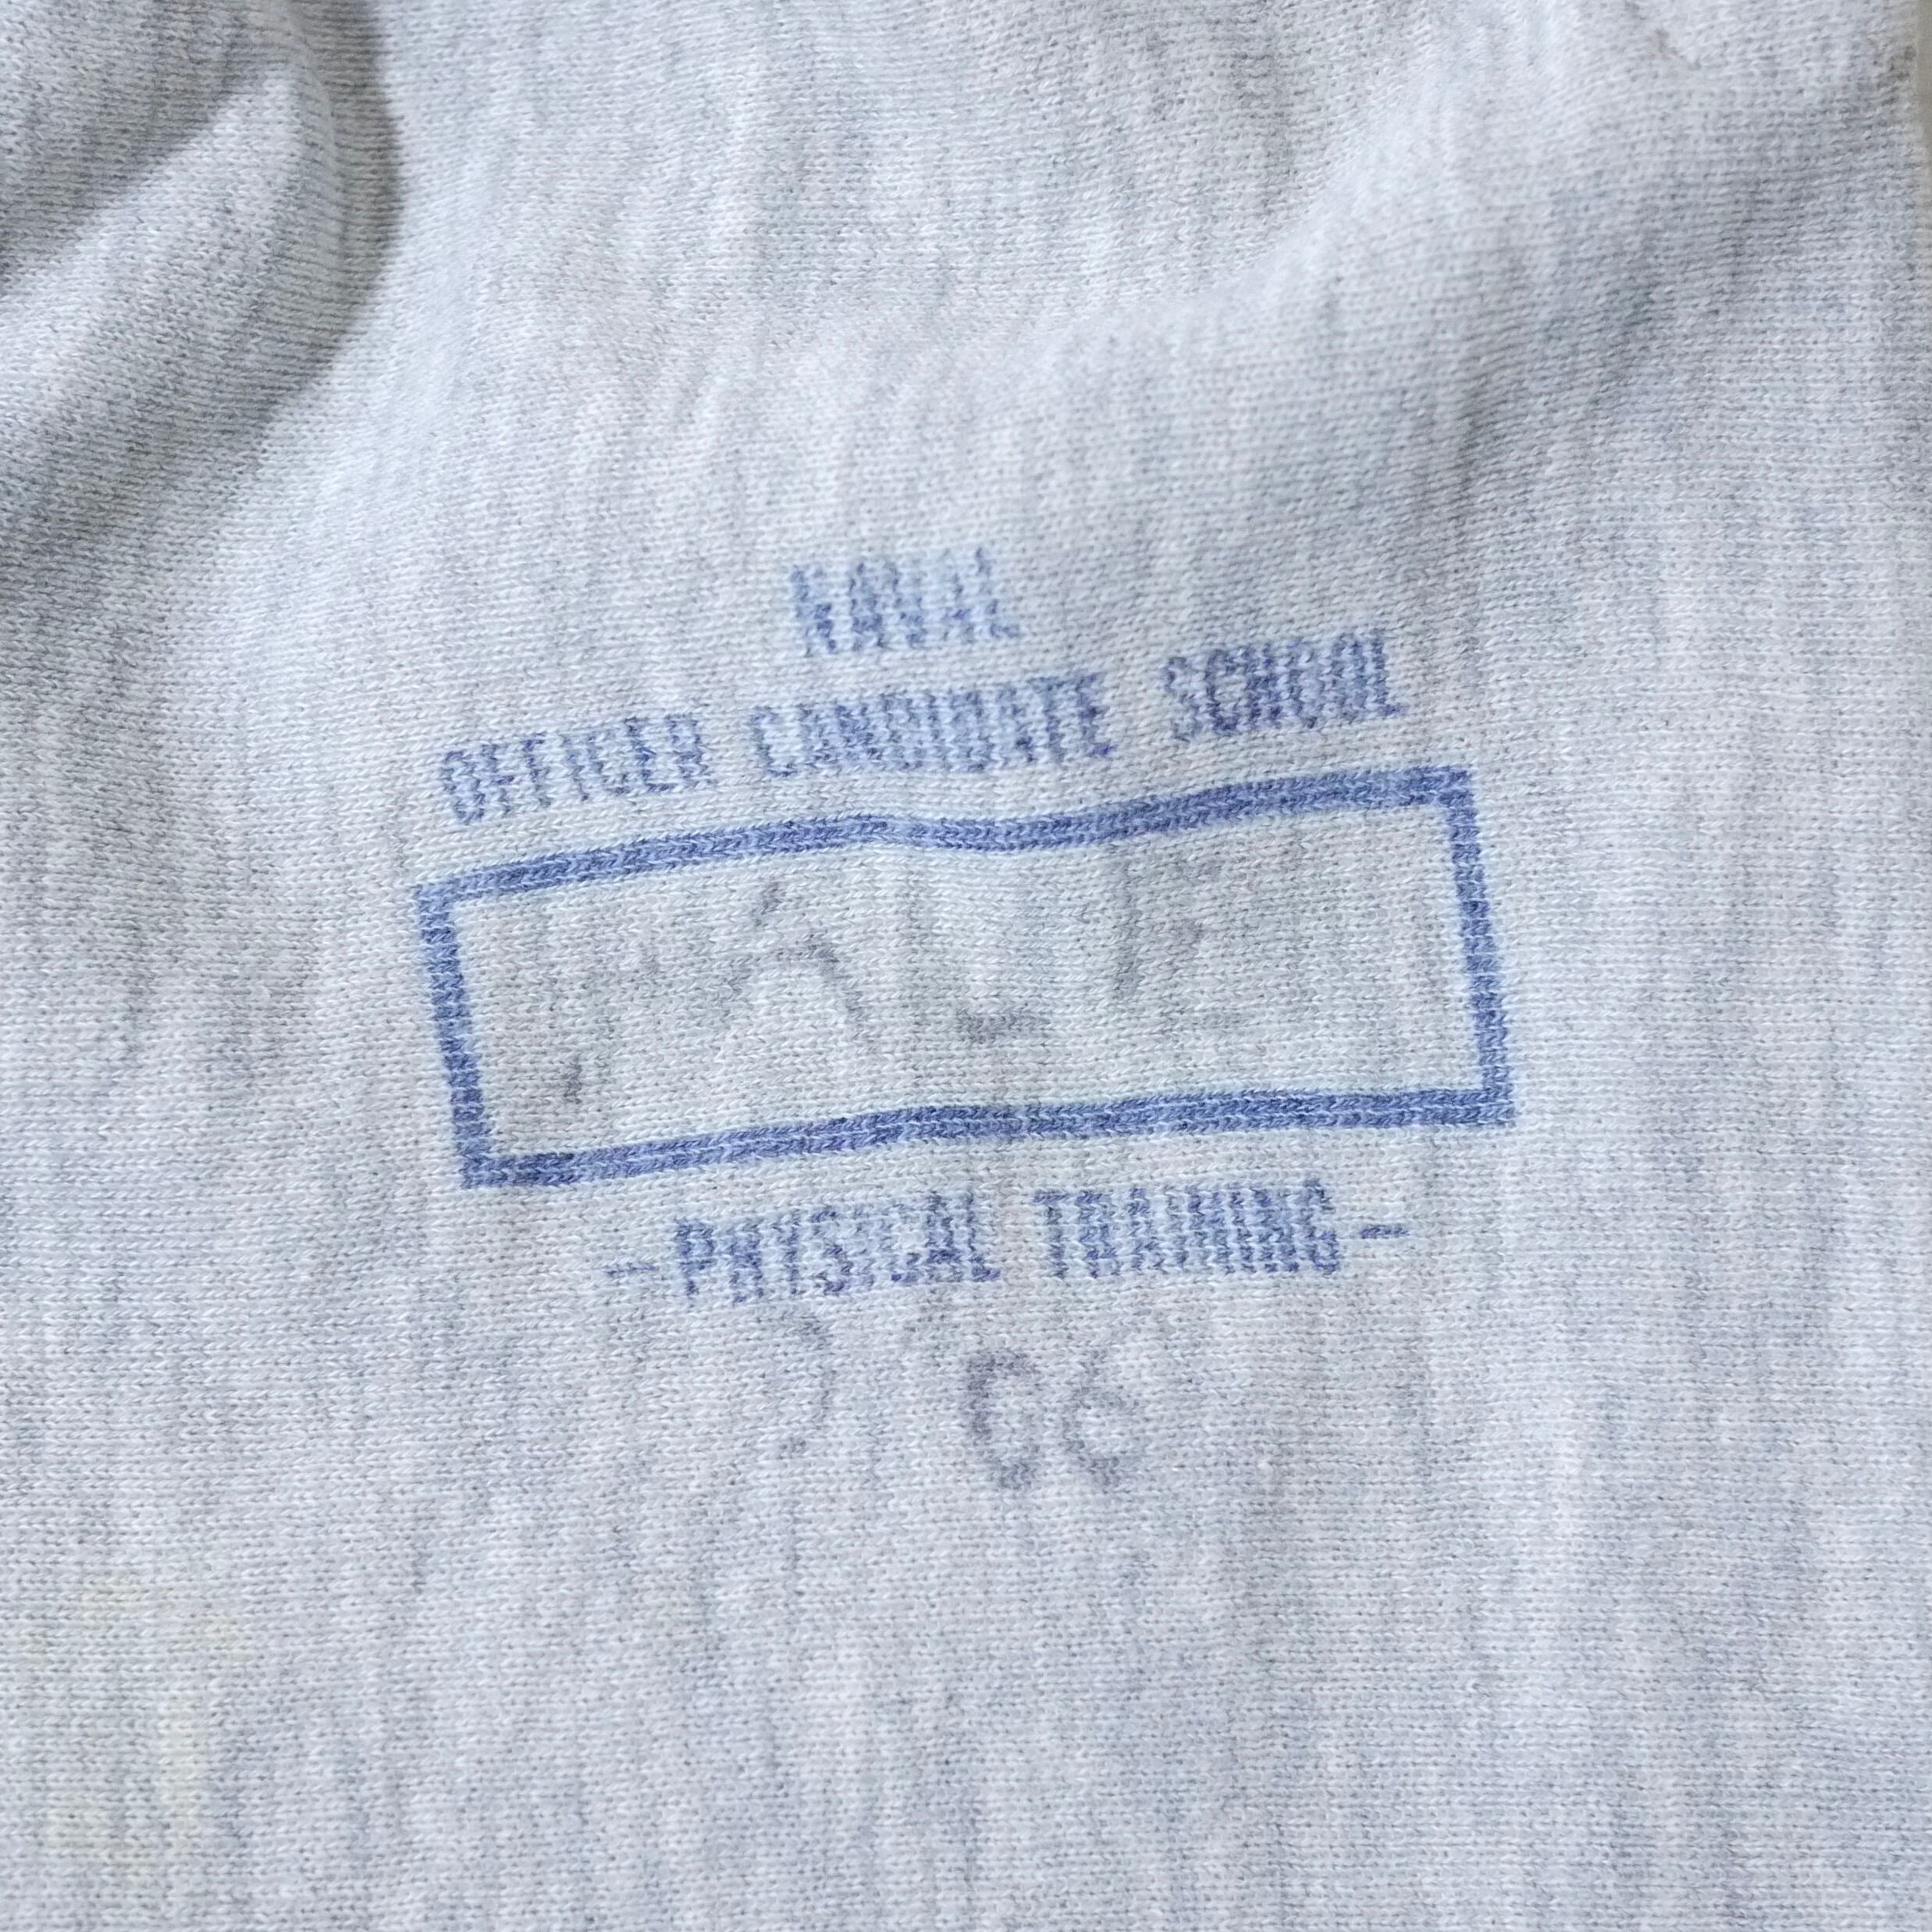 NAVAL
OFFICER CANDIDATE SCHOOL
-PHYSICAL TRAINING-